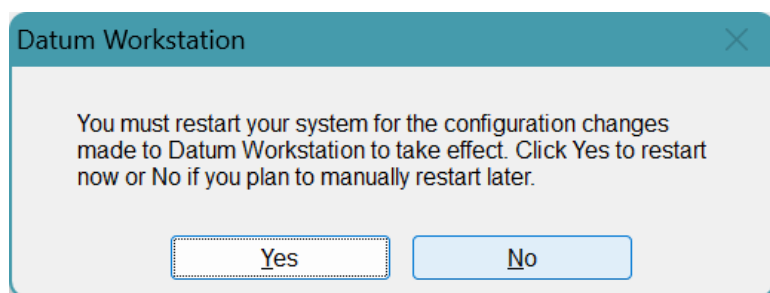 Datum Workstation
You must restart your system for the configuration changes
made to Datum Workstation to take effect. Click Yes to restart
now or No if you plan to manually restart later.
Yes
No